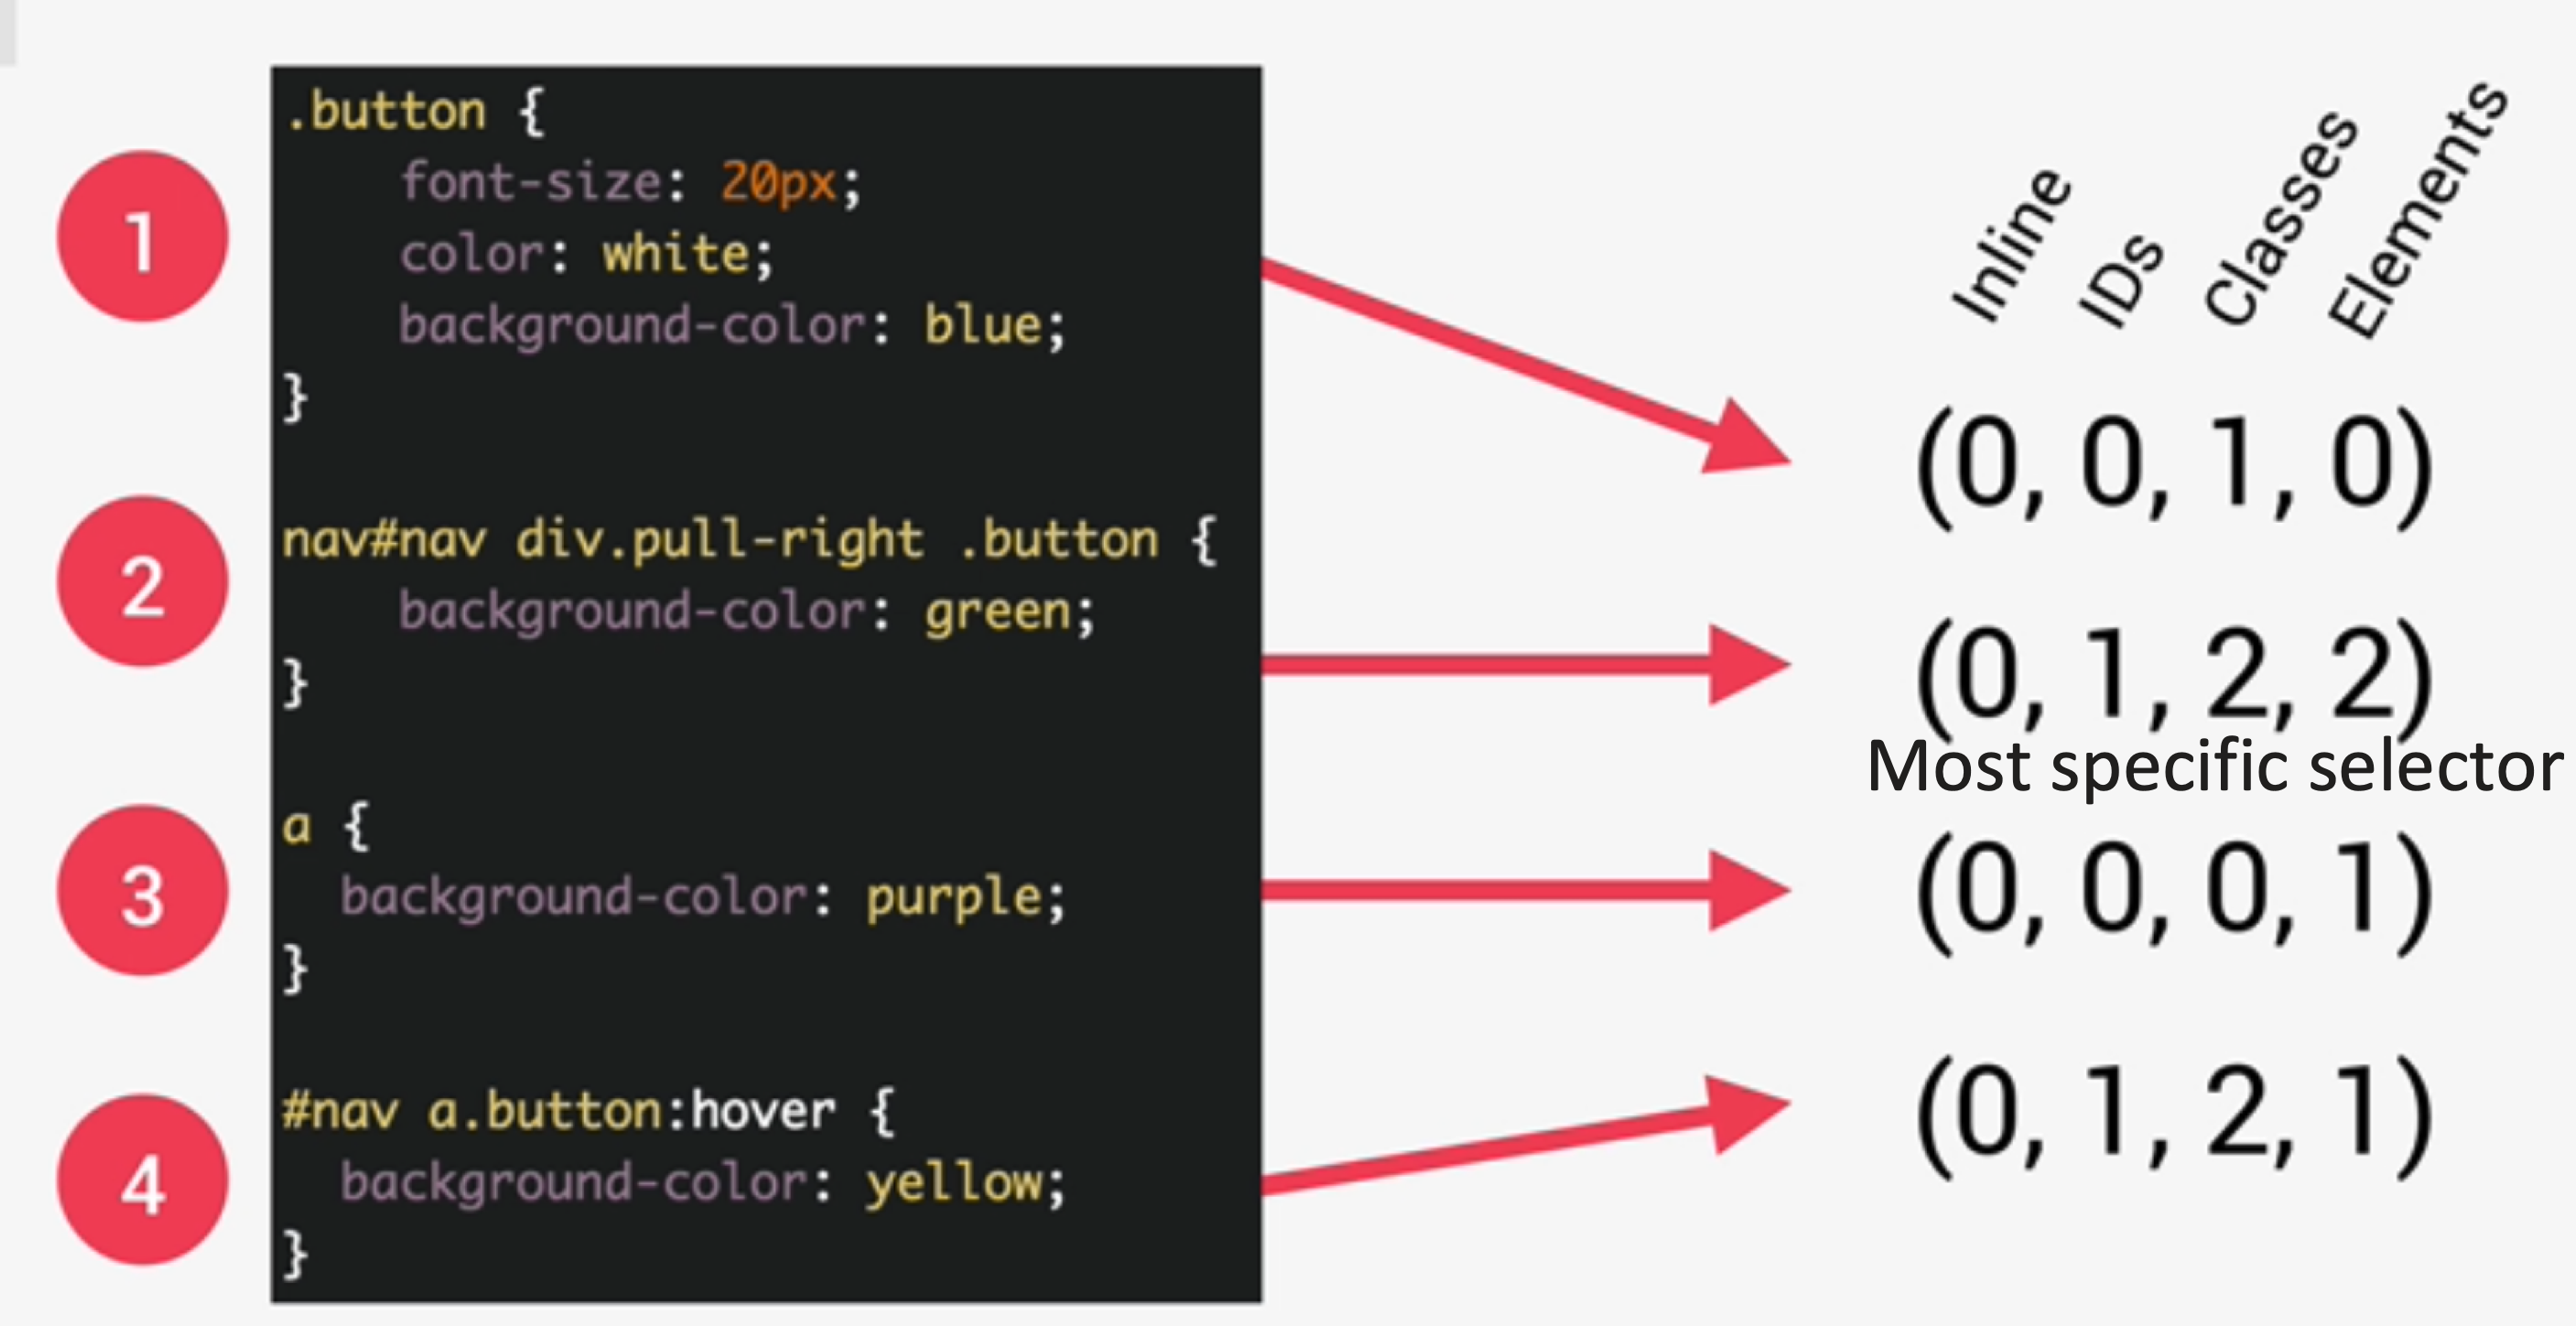 Inline
IDs
Classes
Elements
1
.button {
font-size: 20px;
color: white;
background-color: blue;
}
(0, 0, 1, 0)
2
nav#nav div.pull-right .button {
background-color: green;
}
(0, 1, 2, 2)
Most specific selector
3
a {
background-color: purple;
}
(0, 0, 0, 1)
4
#nav a.button:hover {
background-color: yellow;
}
(0, 1, 2, 1)